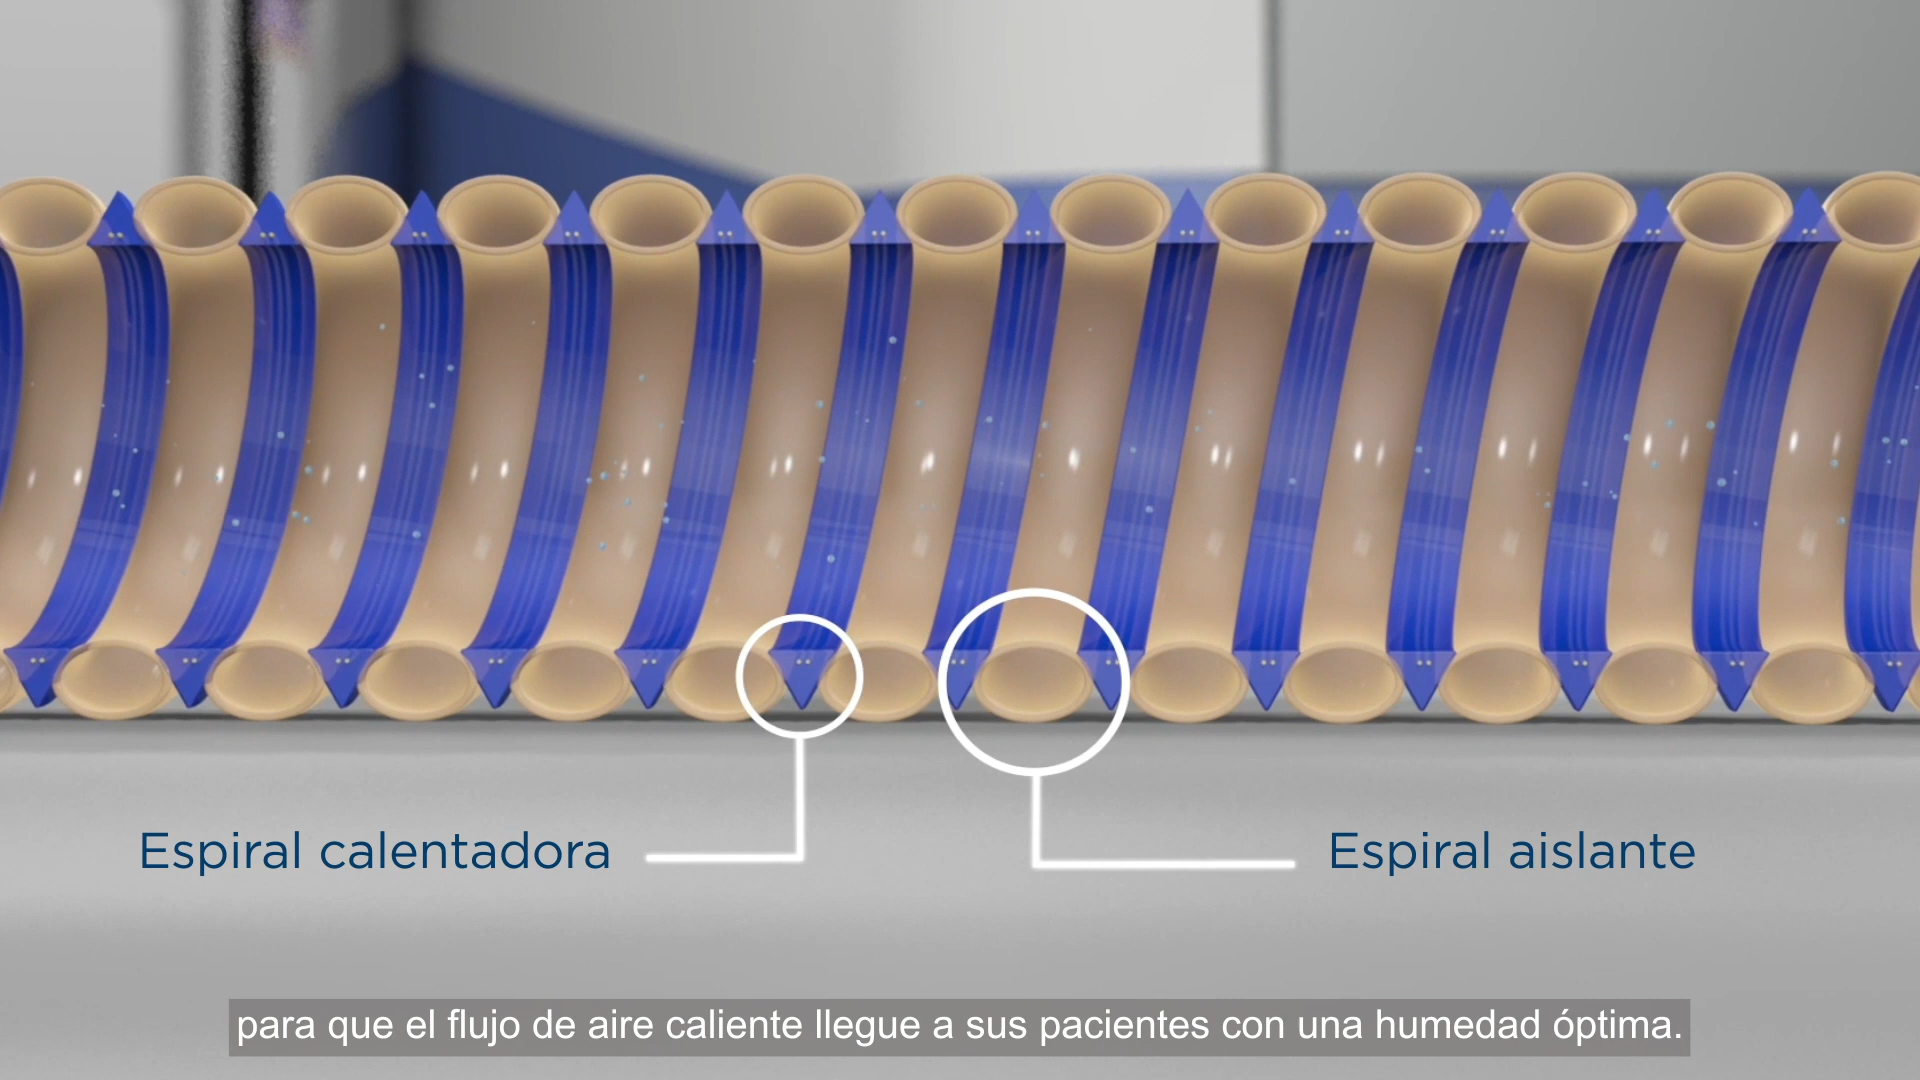 Espiral calentadora
Espiral aislante
para que el flujo de aire caliente llegue a sus pacientes con una humedad óptima.